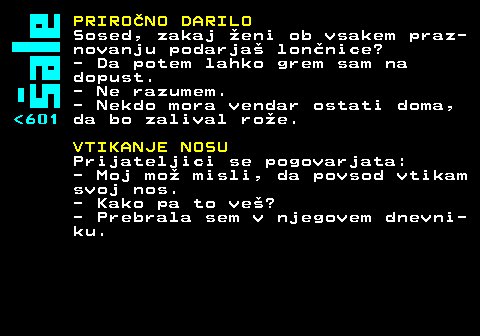 Šale
<601
PRIROČNO DARILO
Sosed, zakaj ženi ob vsakem praz-
novanju podarjaš lončnice?
- Da potem lahko grem sam na
dopust.
- Ne razumem.
- Nekdo mora vendar ostati doma,
da bo zalival rože.
VTIKANJE NOSU
Prijateljici se pogovarjata:
- Moj mož misli, da povsod vtikam
svoj nos.
- Kako pa to veš?
- Prebrala sem v njegovem dnevni-
ku.